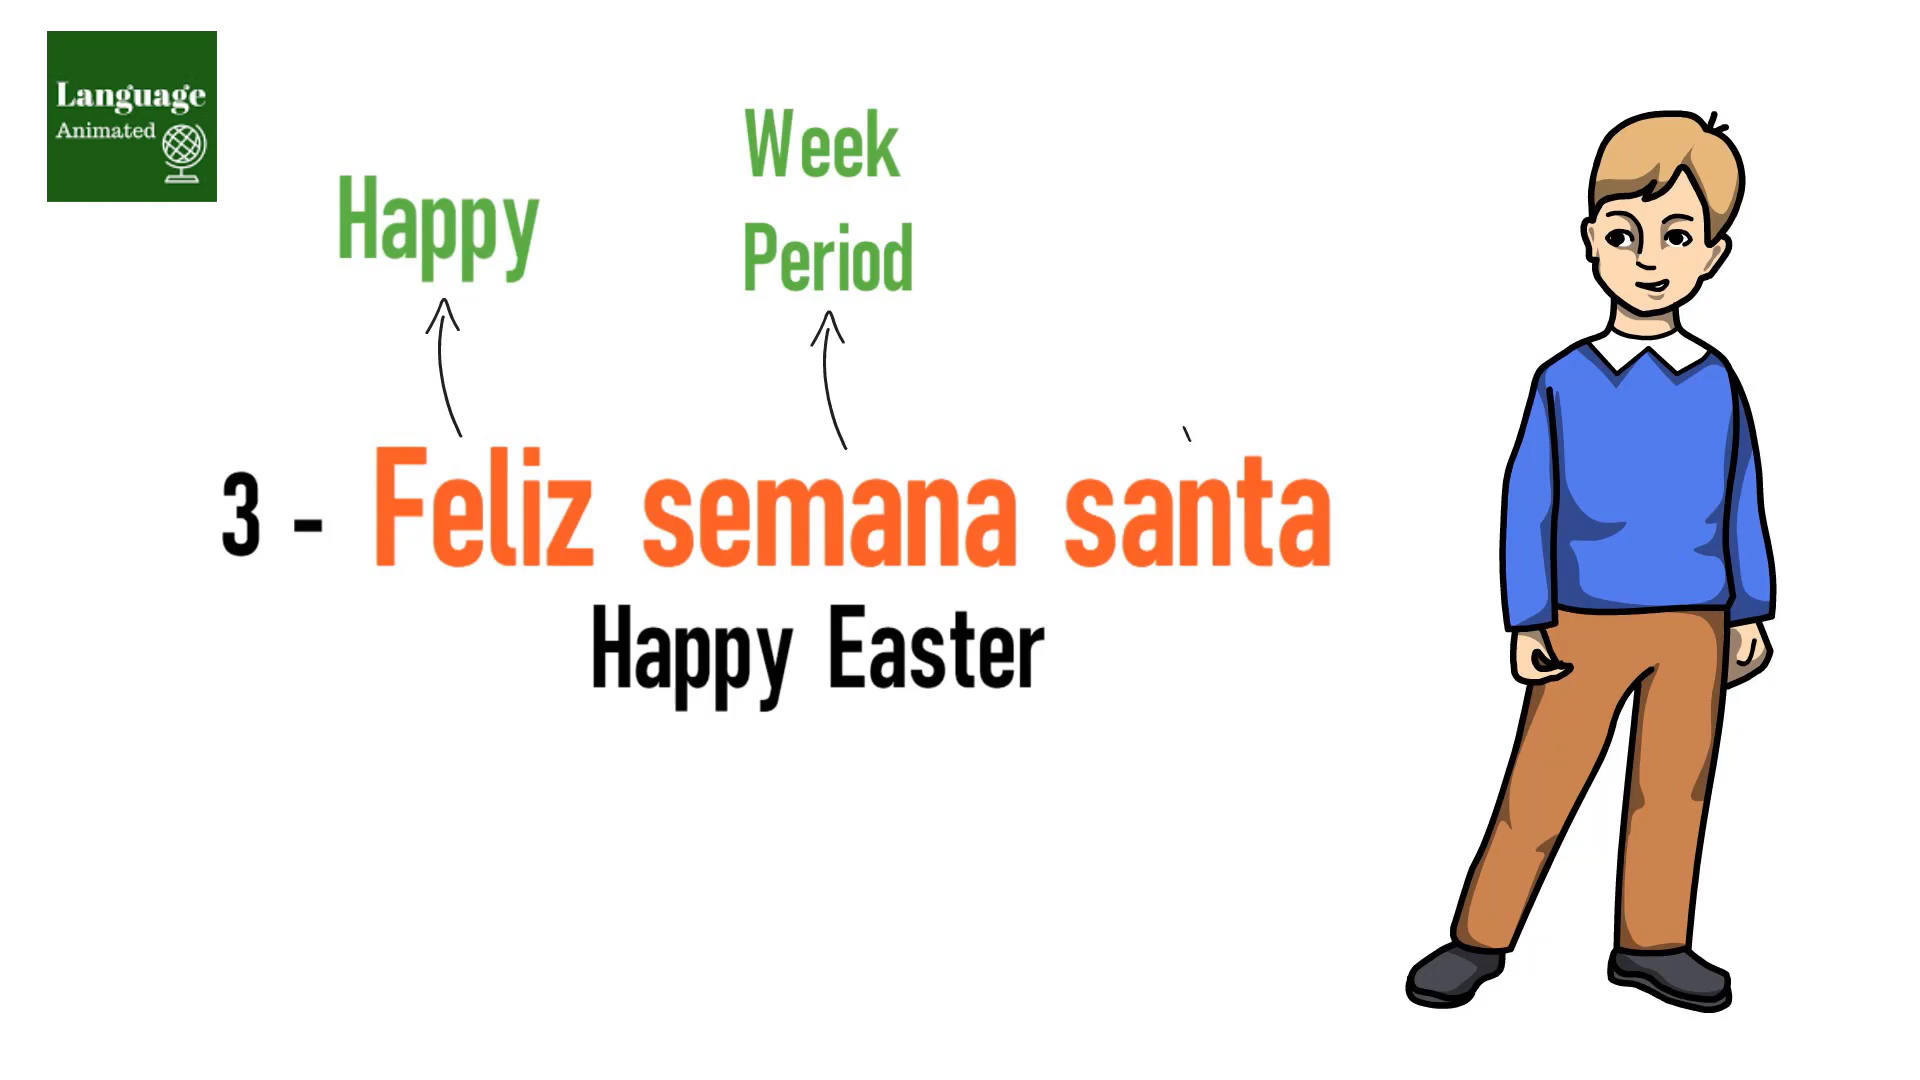 Language
Animated
Happy
Week
Period
3 - Feliz semana santa
Happy Easter